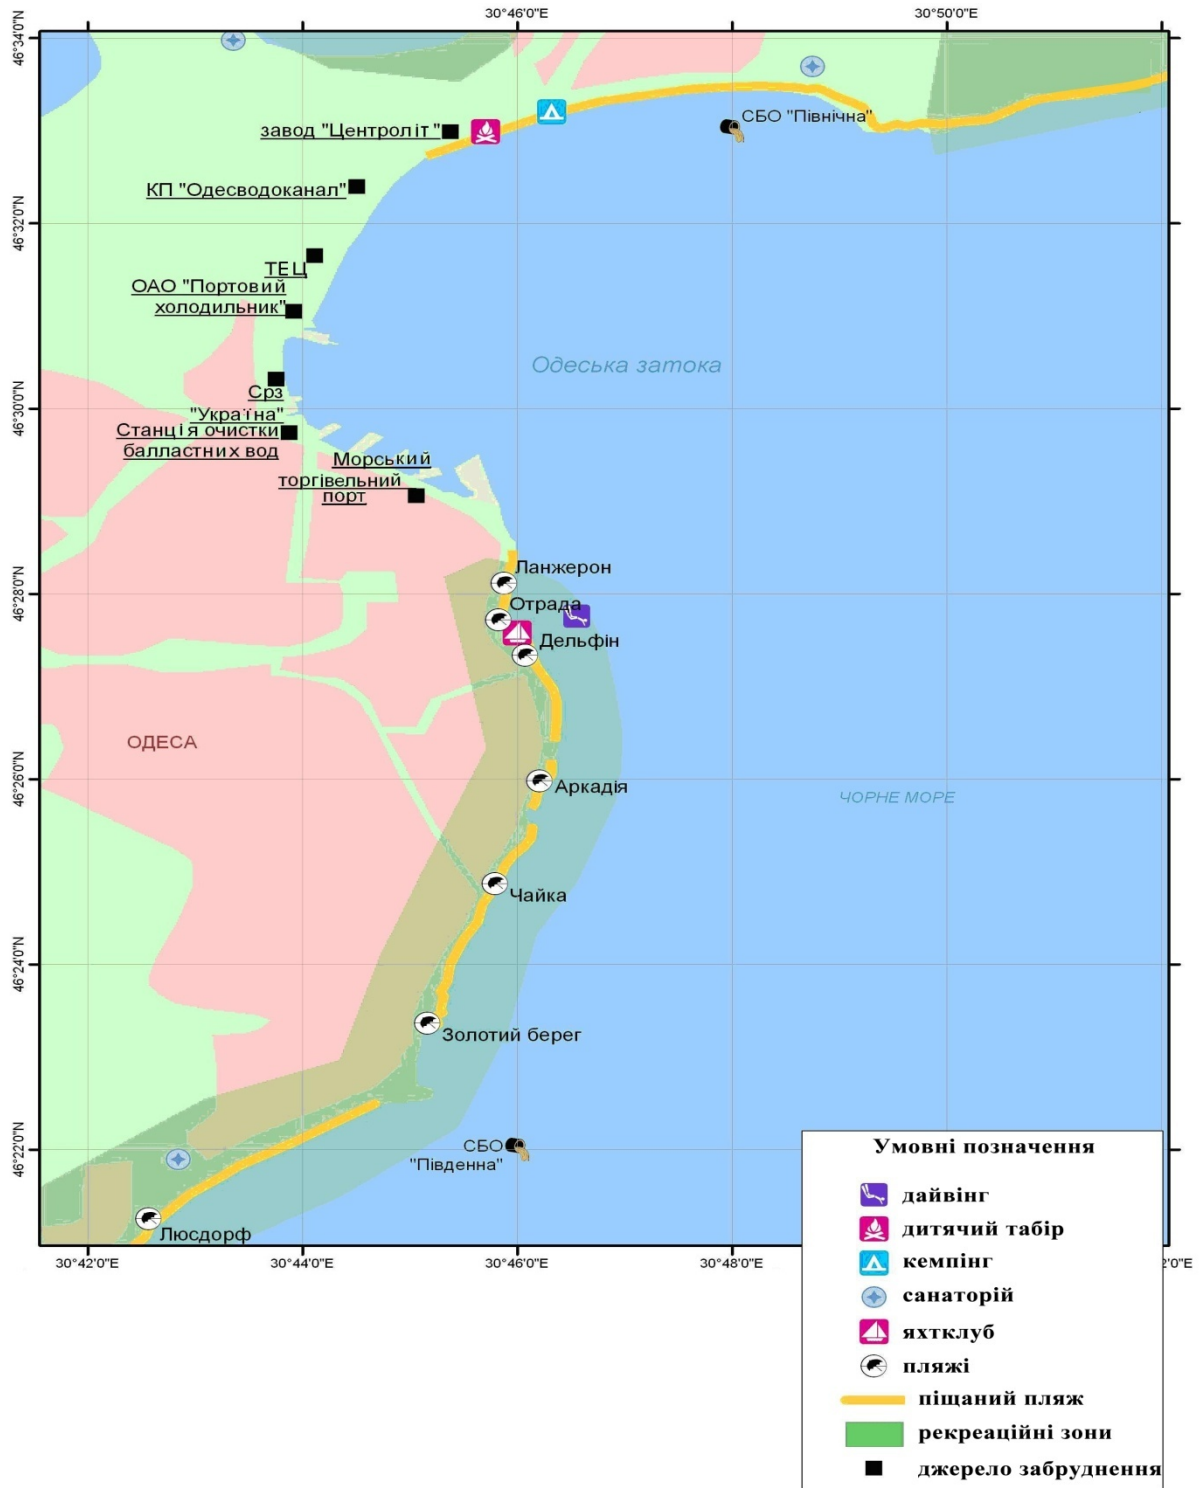 30°46'0"E
30°50'0"E
46°34'0"N
СБО "Північна"
завод "Центроліт"
КП "Одесводоканал"
46°32'0"N
ТЕЦ
ОАО "Портовий
холодильник"
Одеська затока
Срз
"Україна"
46°30'0"N
Станція очистки
балластних вод
Морський
торгівельний
порт
Ланжерон
46°28'0"N
Отрада
Дельфін
ОДЕСА
46°26'0"N
Аркадія
ЧОРНЕ МОРЕ
Чайка
46°24'0"N
Золотий берег
46°22'0"N
СБО
"Південна"
Люсдорф
30°42'0"E
30°44'0"E
30°46'0"E
30°48'0"E
2'0"E
Умовні позначення
дайвінг
дитячий табір
кемпінг
санаторій
яхтклуб
пляжі
піщаний пляж
рекреаційні зони
джерело забруднення